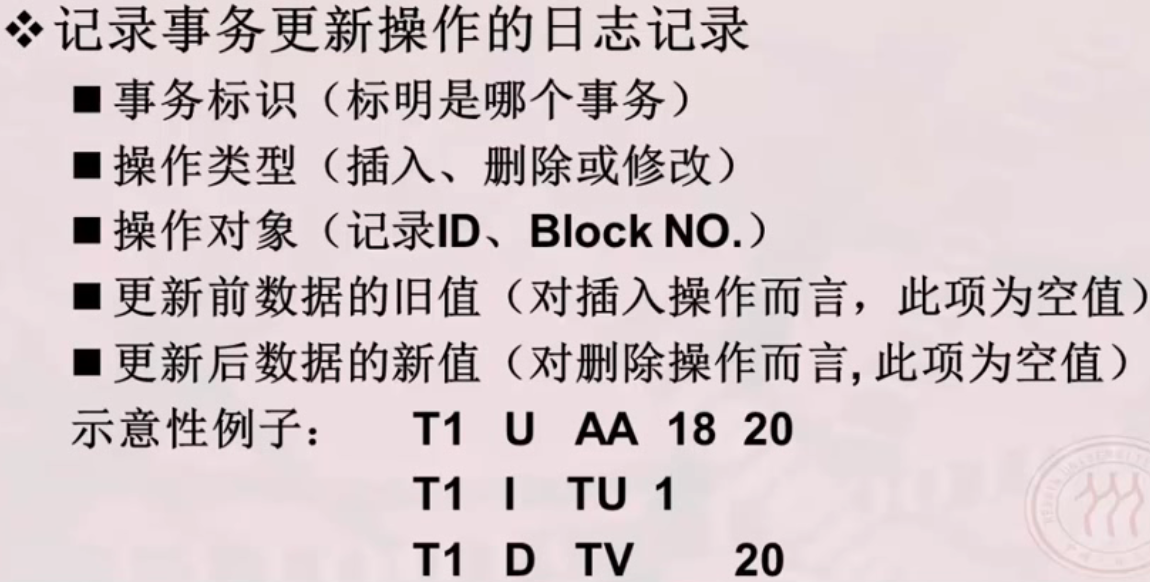 ❖记录事务更新操作的日志记录
■ 事务标识（标明是哪个事务）
■ 操作类型（插入、删除或修改）
■ 操作对象（记录ID、Block NO.）
■ 更新前数据的旧值（对插入操作而言，此项为空值）
■ 更新后数据的新值（对删除操作而言, 此项为空值）
示意性例子： T1 U AA 18 20
T1 I TU 1
T1 D TV 20